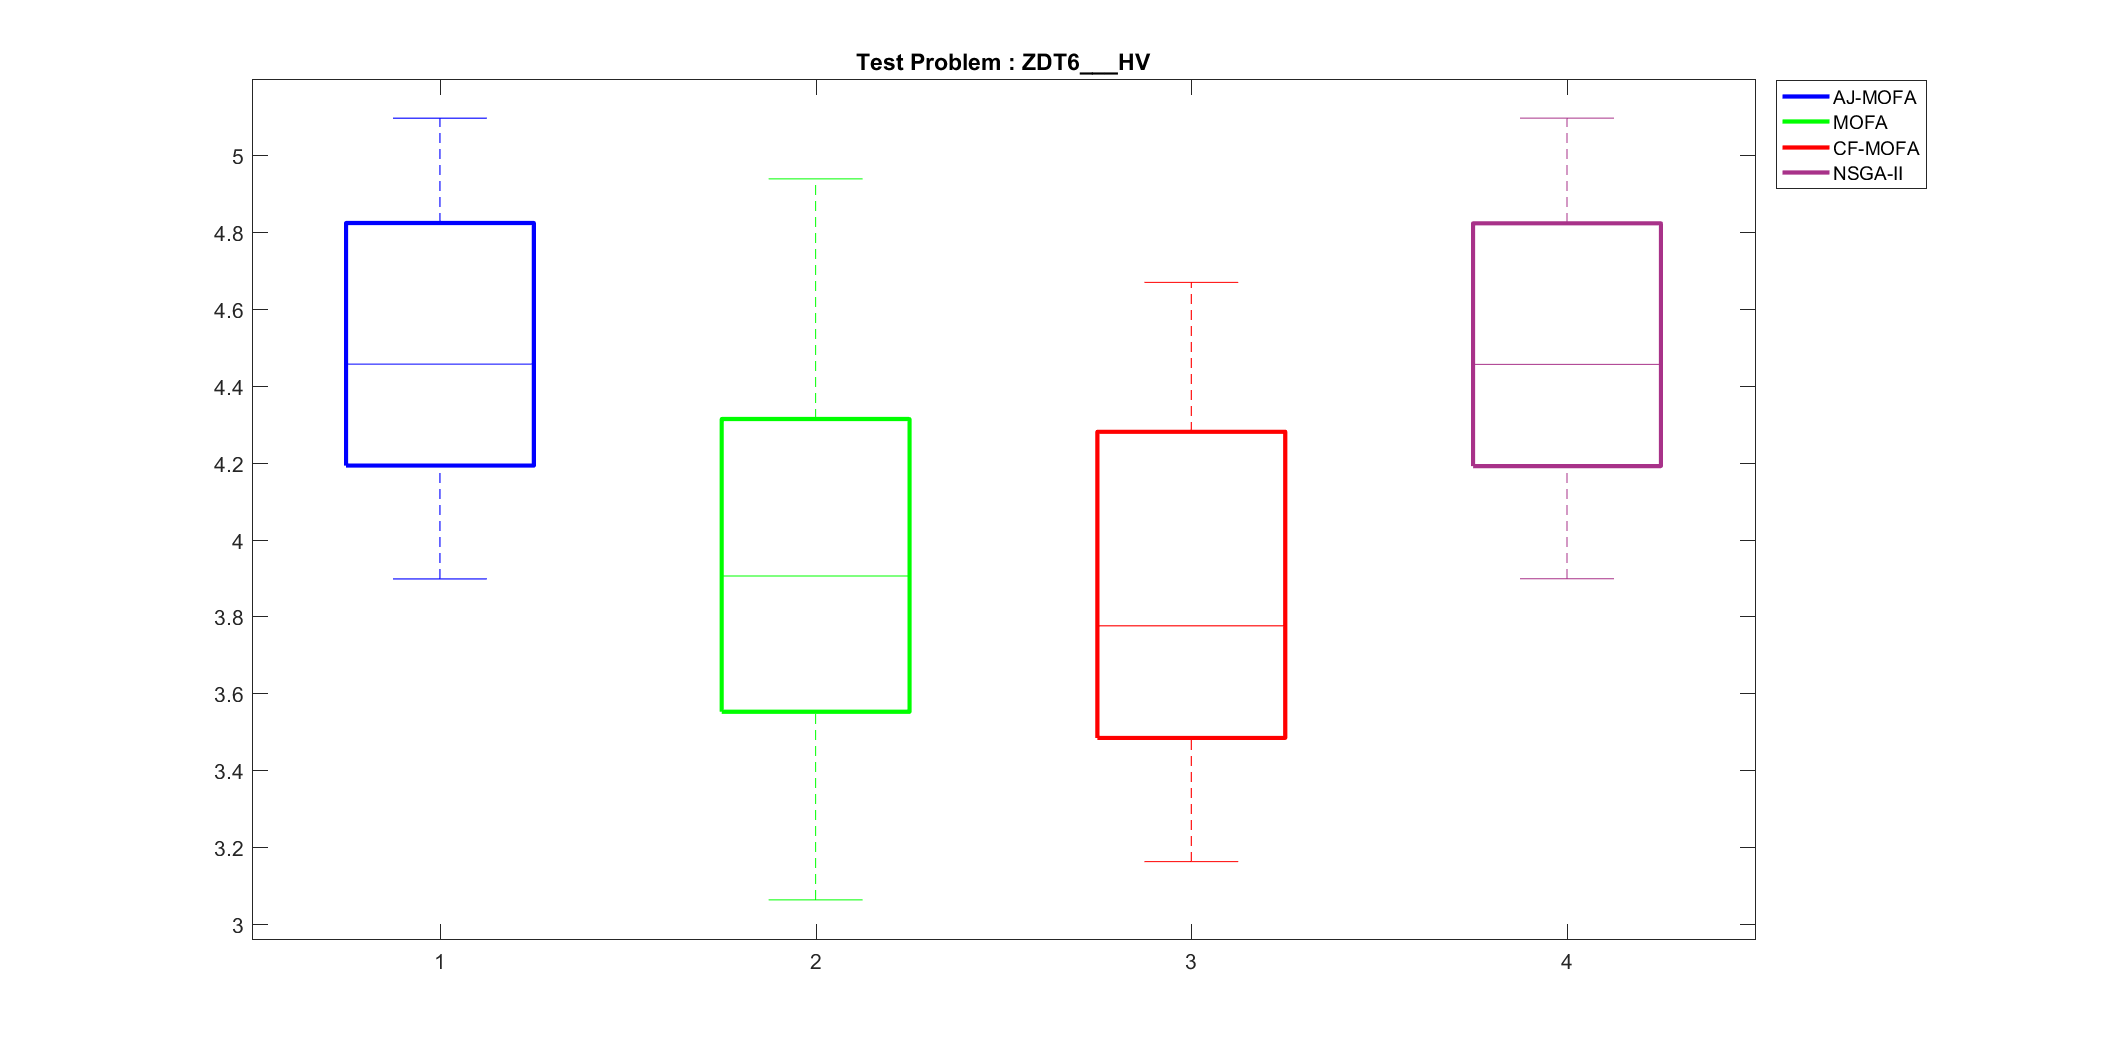 Test Problem : ZDT6___HV
AJ-MOFA
MOFA
CF-MOFA
NSGA-II
5
4.8
4.6
4.4
4.2
4
3.8
3.6
3.4
3.2
3
1 2 3 4